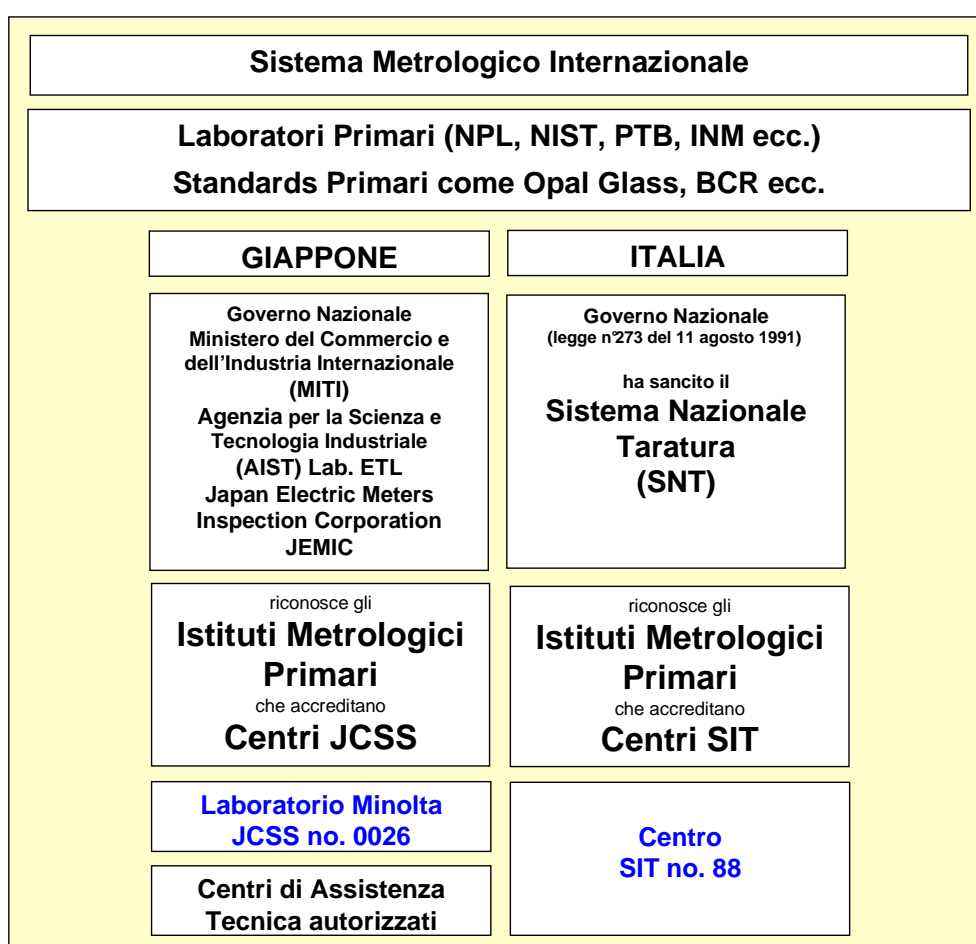 Sistema Metrologico Internazionale
Laboratori Primari (NPL, NIST, PTB, INM ecc.)
Standards Primari come Opal Glass, BCR ecc.
GIAPPONE
Governo Nazionale
Ministero del Commercio e
dell'Industria Internazionale
(MITI)
Agenzia per la Scienza e
Tecnologia Industriale
(AIST) Lab. ETL
Japan Electric Meters
Inspection Corporation
JEMIC
riconosce gli
Istituti Metrologici
Primari
che accreditano
Centri JCSS
Laboratorio Minolta
JCSS no. 0026
Centri di Assistenza
Tecnica autorizzati
ITALIA
Governo Nazionale
(legge n°273 del 11 agosto 1991)
ha sancito il
Sistema Nazionale
Taratura
(SNT)
riconosce gli
Istituti Metrologici
Primari
che accreditano
Centri SIT
Centro
SIT no. 88